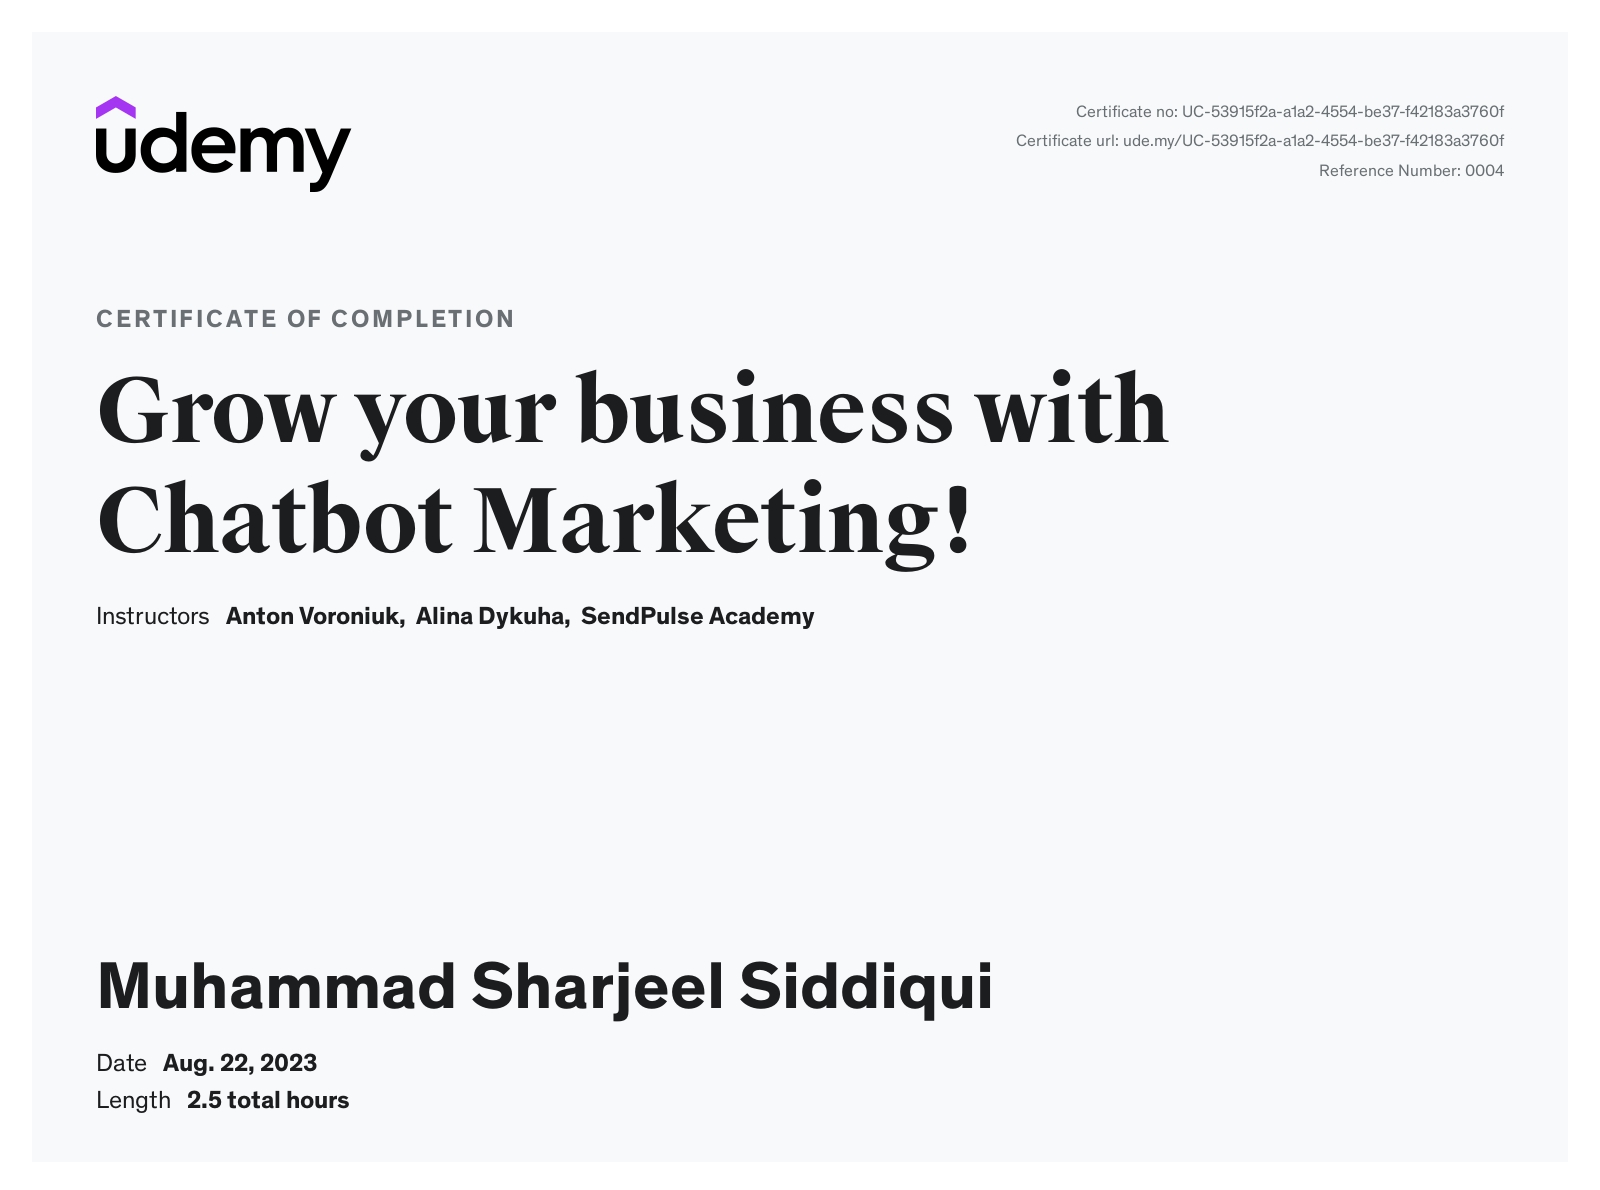 udemy
Certificate no: UC-53915f2a-a1a2-4554-be37-f42183a3760f
Certificate url: ude.my/UC-53915f2a-a1a2-4554-be37-f42183a3760f
Reference Number: 0004
CERTIFICATE OF COMPLETION
Grow your business with
Chatbot Marketing!
Instructors Anton Voroniuk, Alina Dykuha, SendPulse Academy
Muhammad Sharjeel Siddiqui
Date Aug. 22, 2023
Length 2.5 total hours